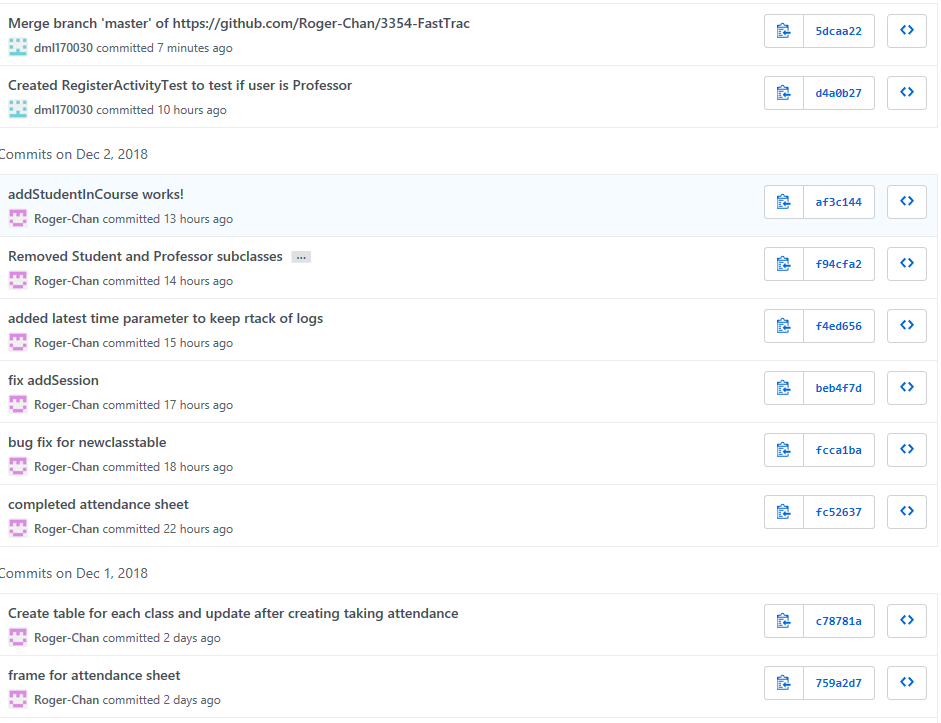 Merge branch 'master' of https://github.com/Roger-Chan/3354-FastTrac
5dcaa22
dml170030 committed 7 minutes ago
Created RegisterActivityTest to test if user is Professor
d4a0b27
dml170030 committed 10 hours ago
Commits on Dec 2, 2018
addStudentInCourse works!
af3c144
Roger-Chan committed 13 hours ago
Removed Student and Professor subclasses ...
f94cfa2
Roger-Chan committed 14 hours ago
added latest time parameter to keep rtack of logs
f4ed656
Roger-Chan committed 15 hours ago
fix addSession
beb4f7d
Roger-Chan committed 17 hours ago
bug fix for newclasstable
fcca1ba
Roger-Chan committed 18 hours ago
completed attendance sheet
fc52637
Roger-Chan committed 22 hours ago
Commits on Dec 1, 2018
Create table for each class and update after creating taking attendance
c78781a
Roger-Chan committed 2 days ago
frame for attendance sheet
759a2d7
Roger-Chan committed 2 days ago